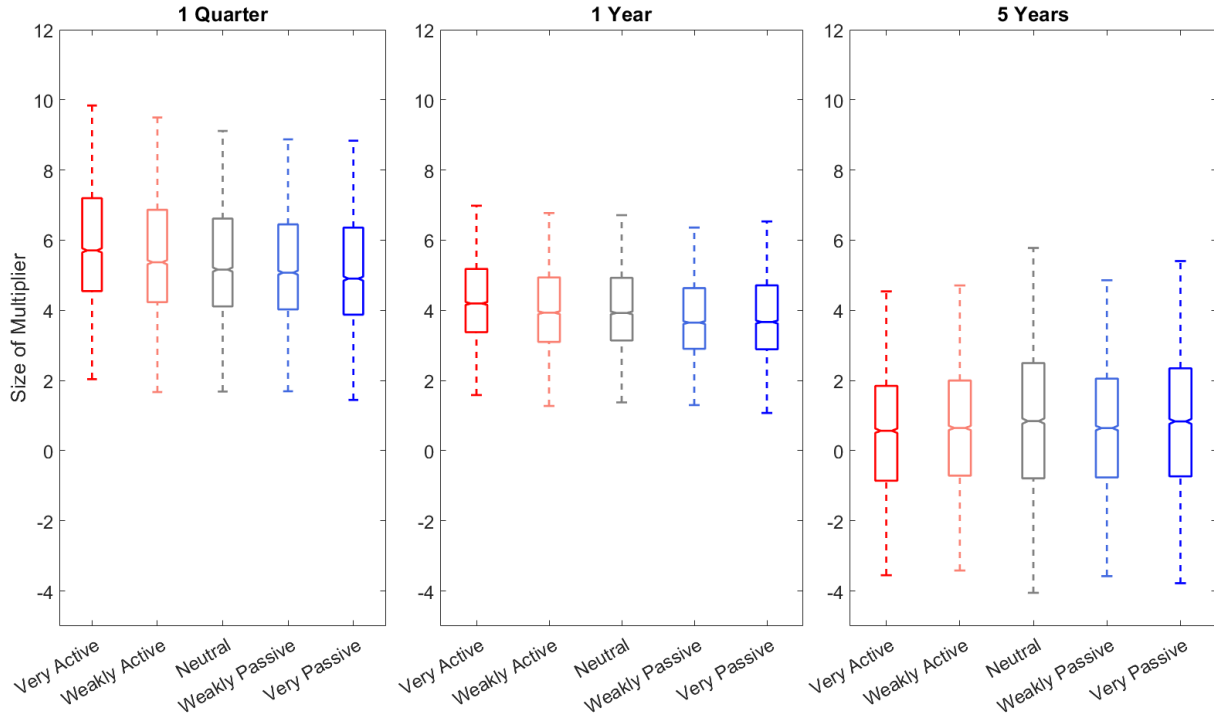 1 Quarter
12
10
8
6
4
2
0
-2
-4
Size of Multiplier
Very Active
Weakly Active
Neutral
Weakly Passive
Very Passive
1 Year
12
10
8
6
4
2
0
-2
-4
Very Active
Weakly Active
Neutral
Weakly Passive
Very Passive
5 Years
12
10
8
6
4
2
0
-2
-4
Very Active
Weakly Active
Neutral
Weakly Passive
Very Passive